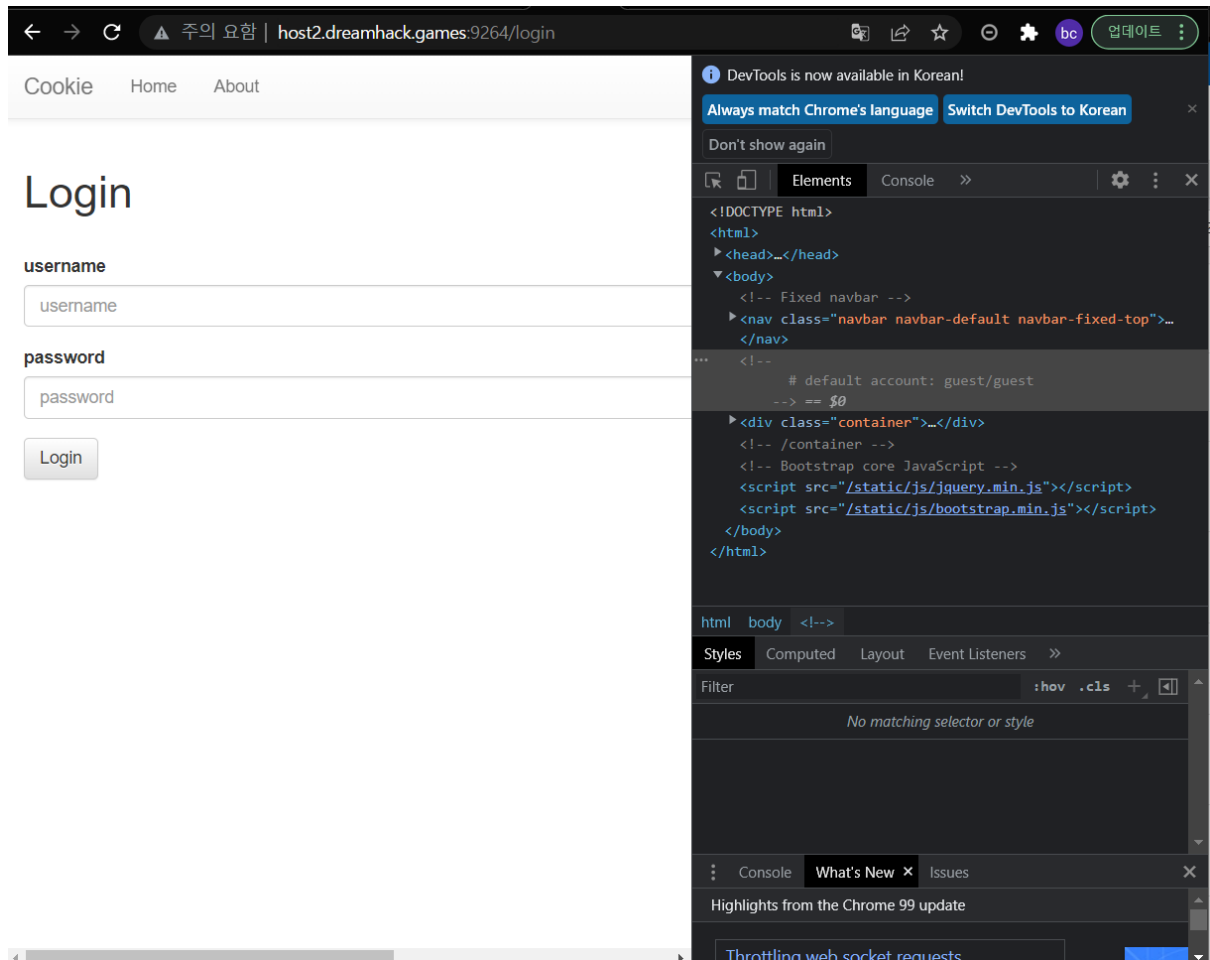 주의 요함 | host2.dreamhack.games:9264/login
bc
업데이트
Cookie Home About
Login
username
username
password
password
Login
DevTools is now available in Korean!
Always match Chrome's language Switch DevTools to Korean
Don't show again
Elements Console »
<!DOCTYPE html>
<html>
<head>…</head>
<body>
<!-- Fixed navbar -->
<nav class="navbar navbar-default navbar-fixed-top">…
</nav>
<!--
# default account: guest/guest
--> == $0
<div class="container">…</div>
<!-- /container -->
<!-- Bootstrap core JavaScript -->
<script src="/static/js/jquery.min.js"></script>
<script src="/static/js/bootstrap.min.js"></script>
</body>
</html>
html body <!-->
Styles Computed Layout Event Listeners »
Filter :hov .cls +
No matching selector or style
Console What's New × Issues
Highlights from the Chrome 99 update
Throttling web socket requests